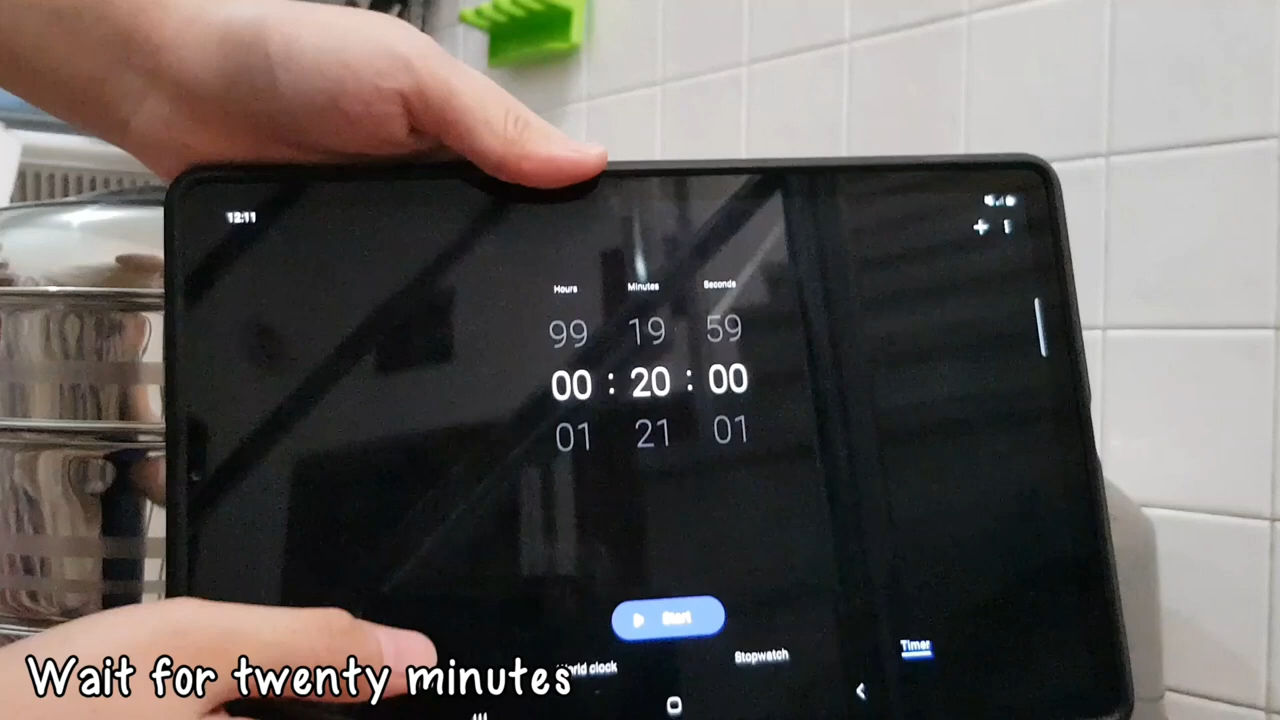 12:11
Hours Minutes Seconds
99 19 59
00 : 20 : 00
01 21 01
Start
World clock Stopwatch Timer
Wait for twenty minutes